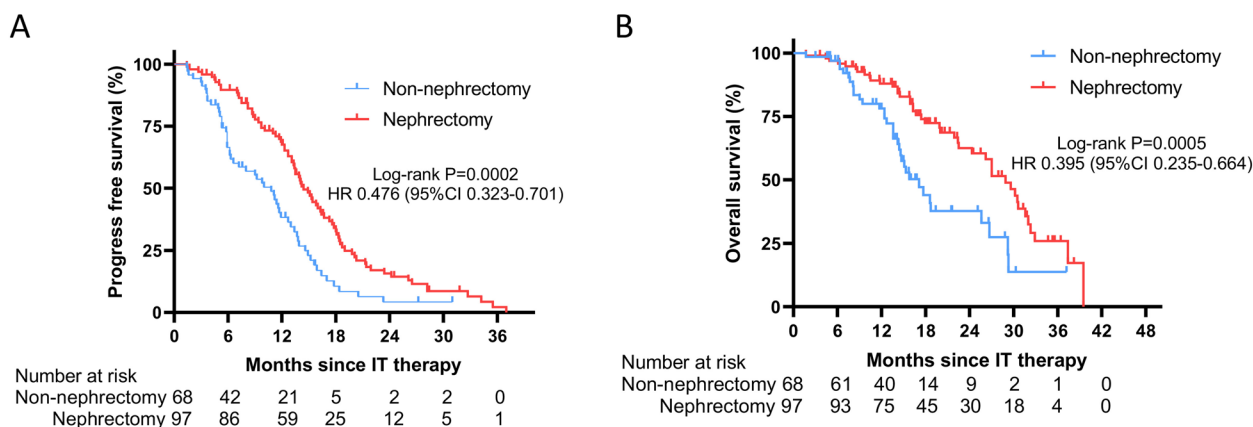 A
Progress free survival (%)
100
75
50
25
0
Non-nephrectomy
Nephrectomy
Log-rank P=0.0002
HR 0.476 (95%CI 0.323-0.701)
0 6 12 18 24 30 36
Months since IT therapy
Number at risk
Non-nephrectomy 68 42 21 5 2 2 0
Nephrectomy 97 86 59 25 12 5 1
B
Overall survival (%)
100
75
50
25
0
Non-nephrectomy
Nephrectomy
Log-rank P=0.0005
HR 0.395 (95%CI 0.235-0.664)
0 6 12 18 24 30 36 42 48
Months since IT therapy
Number at risk
Non-nephrectomy 68 61 40 14 9 2 1 0
Nephrectomy 97 93 75 45 30 18 4 0